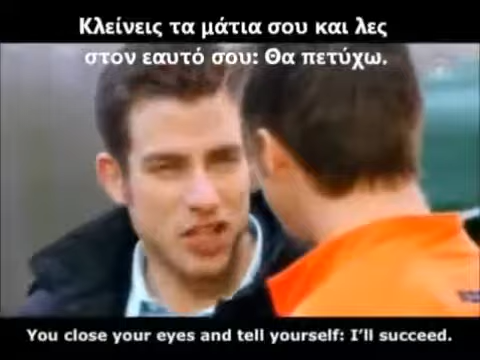 Κλείνεις τα μάτια σου και λες
στον εαυτό σου: Θα πετύχω.
You close your eyes and tell yourself: I’ll succeed.